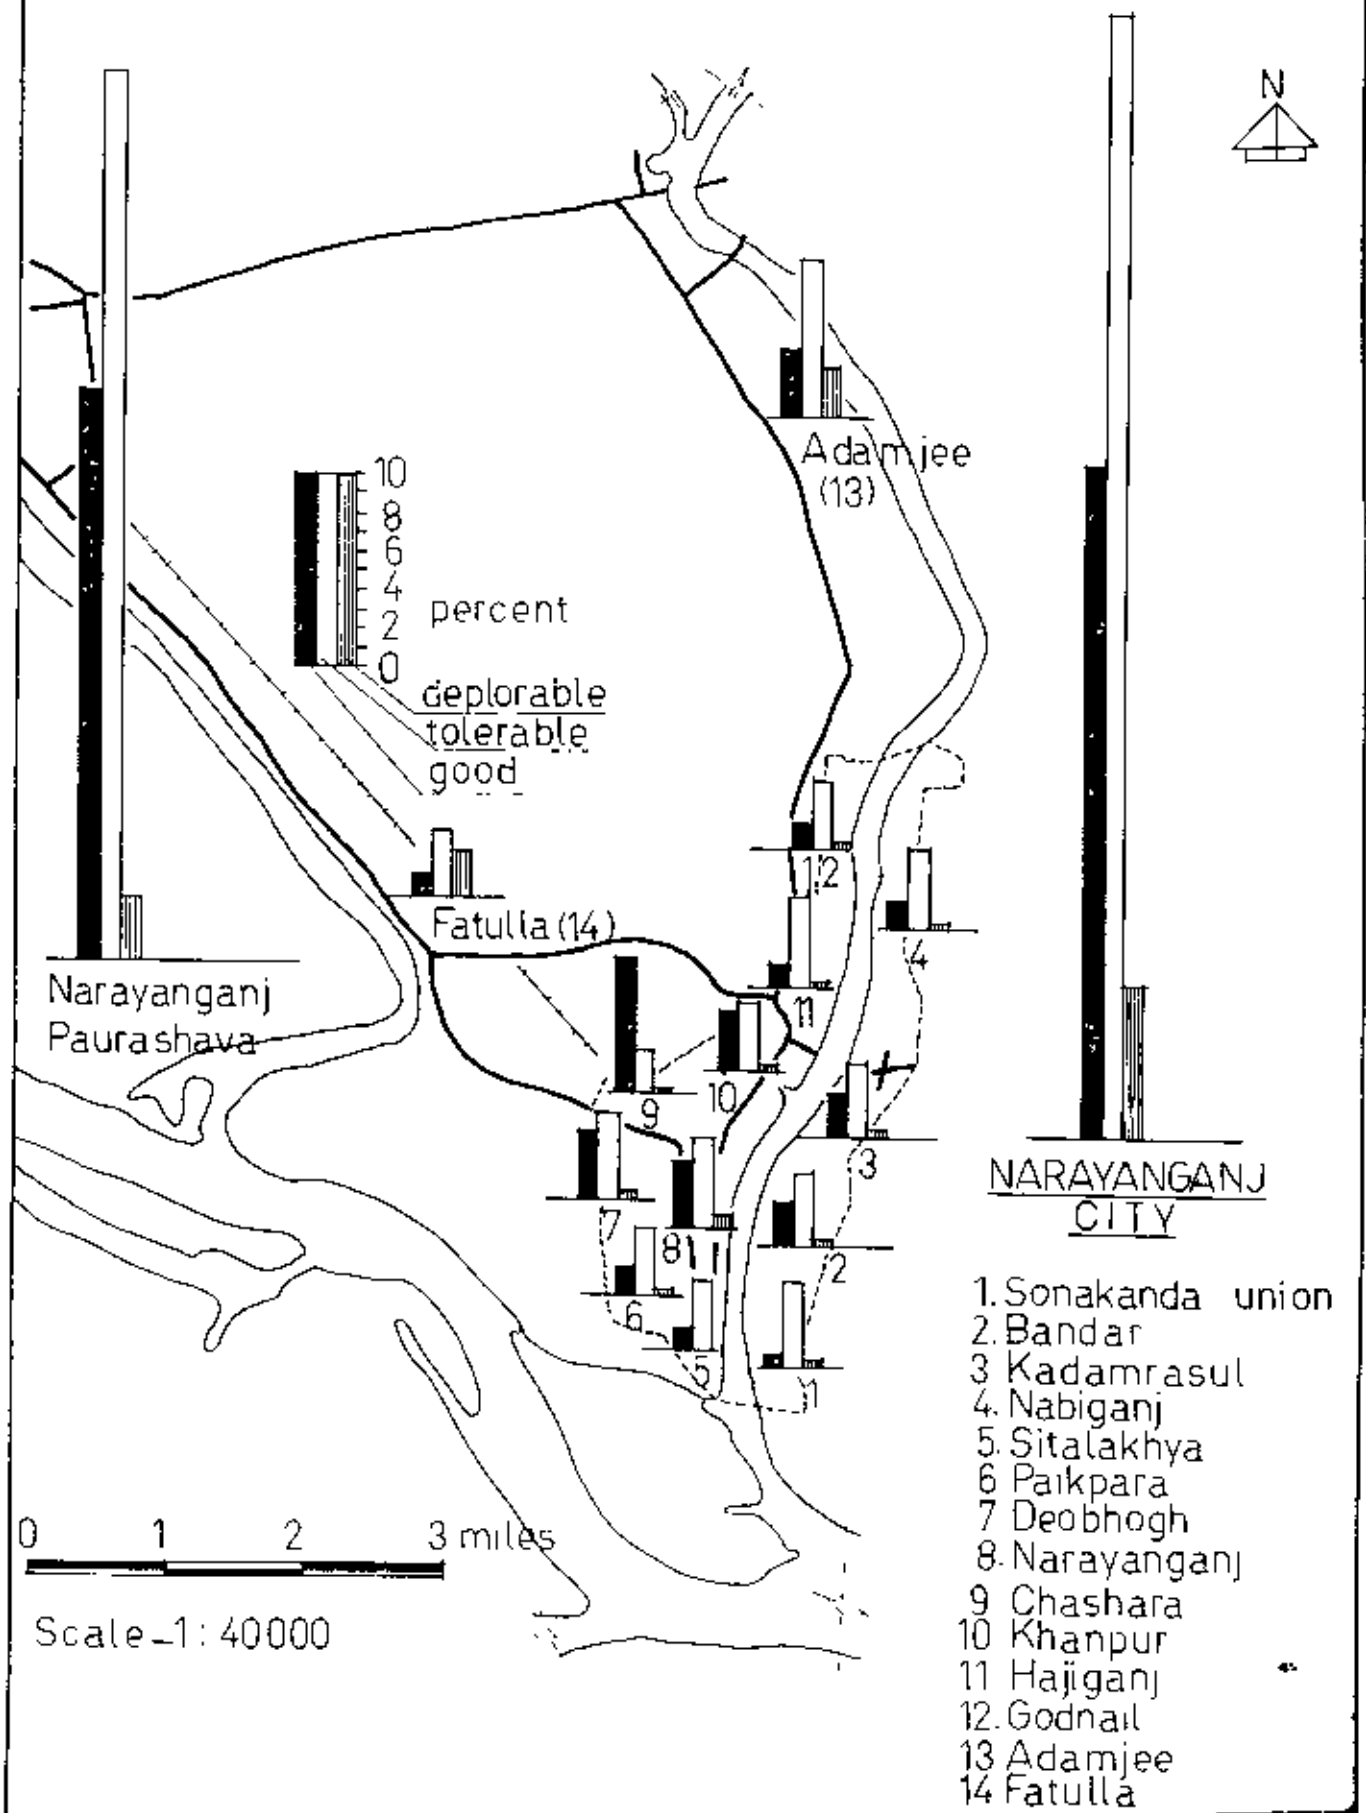 N
Adamjee
(13)
10
8
6
4
2
0
percent
deplorable
tolerable
good
12
Fatulla (14)
4
Narayanganj
Paurashava
11
10
9
3
NARAYANGANJ
CITY
7
8
2
6
5
1
1. Sonakanda union
2. Bandar
3 Kadamrasul
4. Nabiganj
5. Sitalakhya
6 Paikpara
7 Deobhogh
8. Narayanganj
9 Chashara
10 Khanpur
11 Hajiganj
12. Godnail
13 Adamjee
14 Fatulla
0 1 2 3 miles
Scale-1:40000